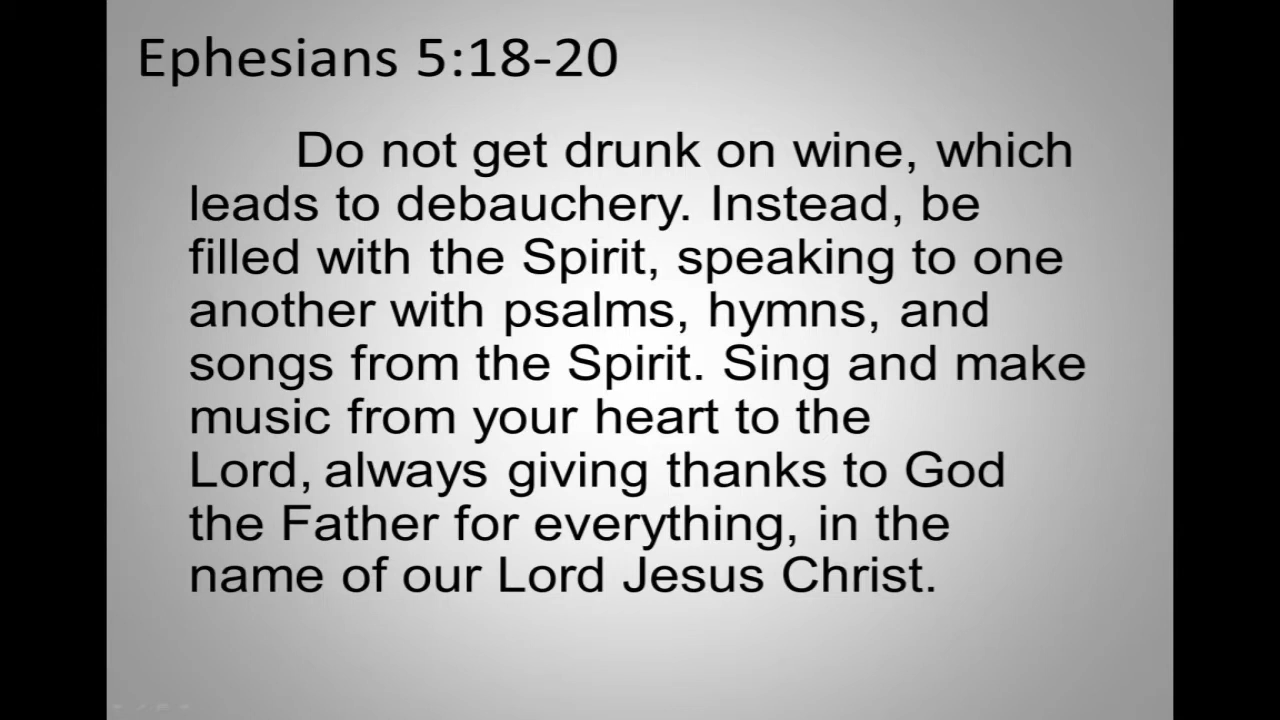 Ephesians 5:18-20
Do not get drunk on wine, which
leads to debauchery. Instead, be
filled with the Spirit, speaking to one
another with psalms, hymns, and
songs from the Spirit. Sing and make
music from your heart to the
Lord, always giving thanks to God
the Father for everything, in the
name of our Lord Jesus Christ.